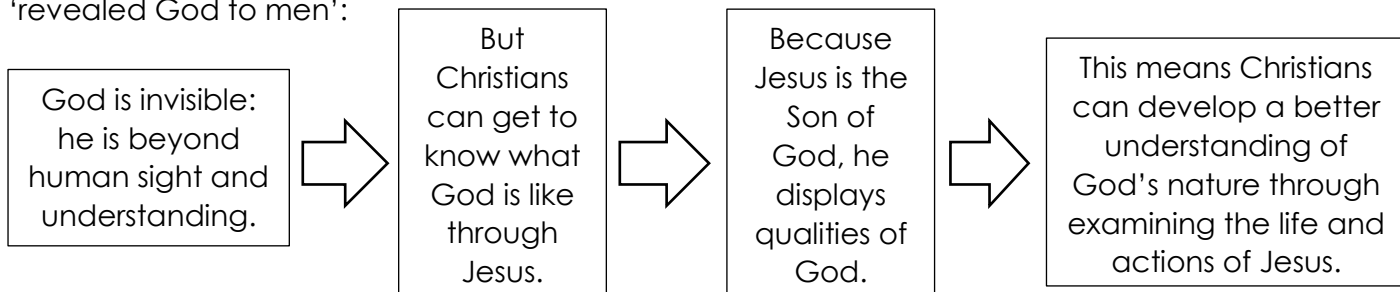 'revealed God to men':
God is invisible:
he is beyond
human sight and
understanding.
But
Christians
can get to
know what
God is like
through
Jesus.
Because
Jesus is the
Son of
God, he
displays
qualities of
God.
This means Christians
can develop a better
understanding of
God's nature through
examining the life and
actions of Jesus.